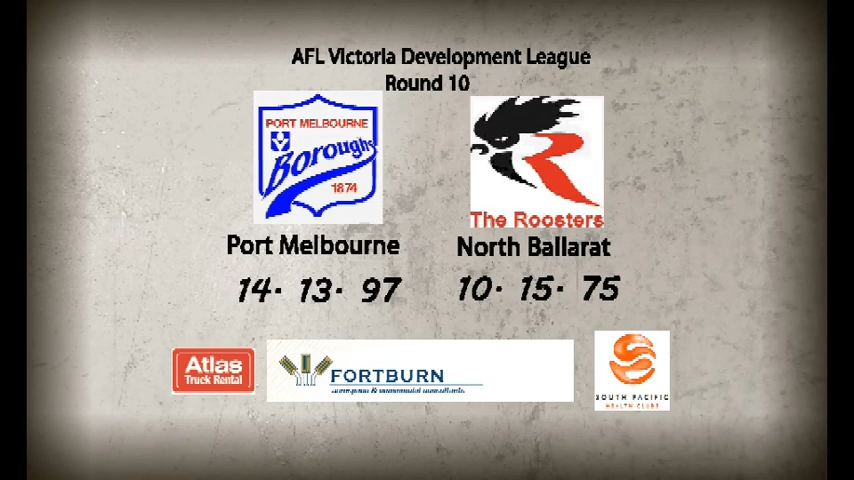 AFL Victoria Development League
Round 10
PORT MELBOURNE
Boroughs
1874
The Roosters
Port Melbourne
North Ballarat
14. 13. 97
10. 15. 75
Atlas
Truck Rental
FORTBURN
SOUTH PACIFIC
HEALTH CLUBS